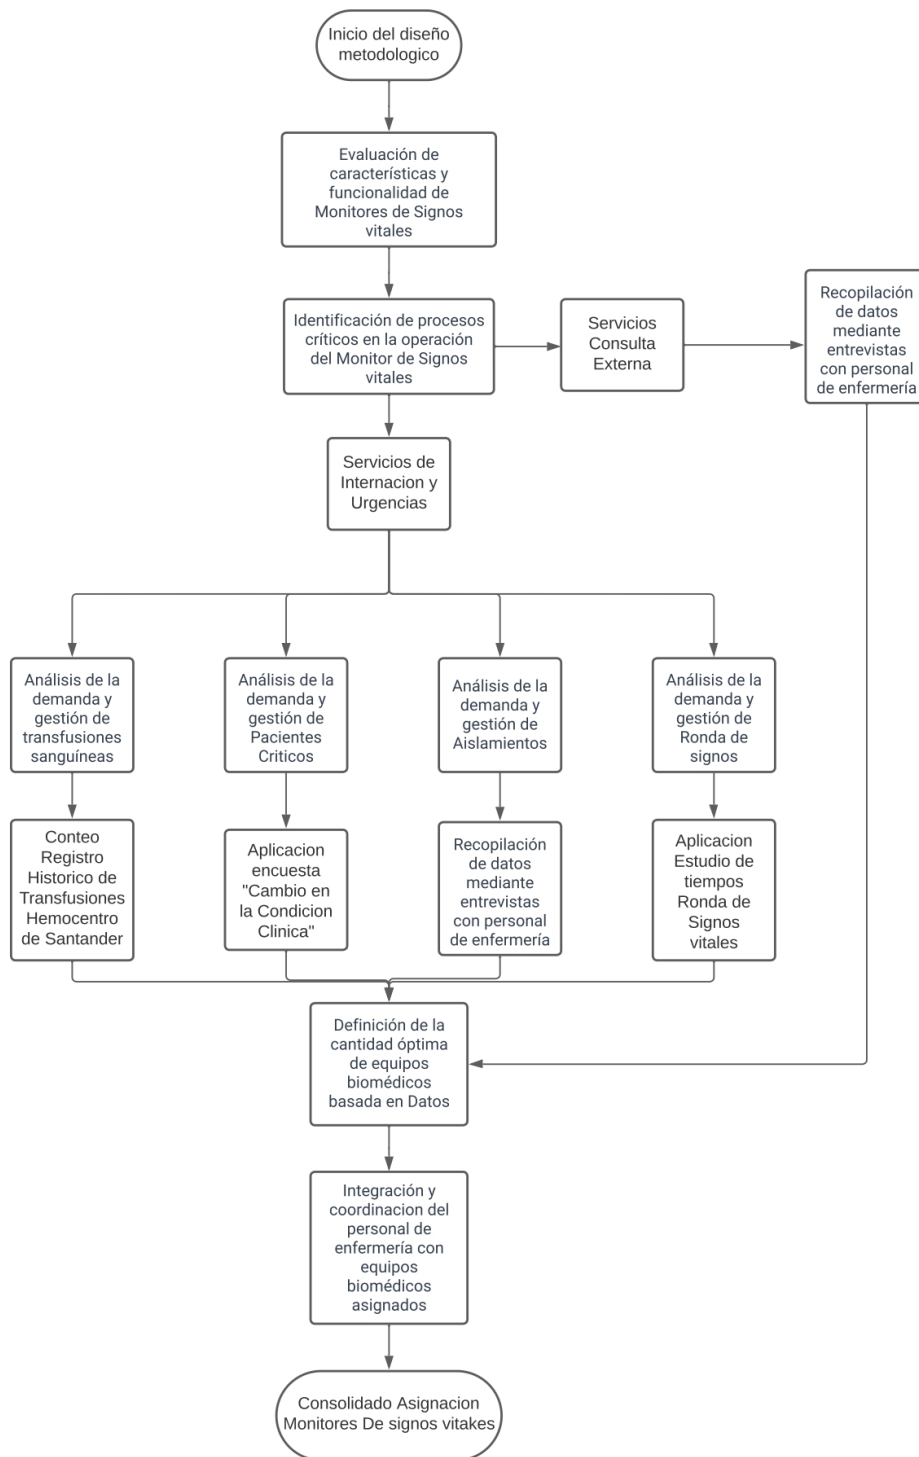 Inicio del diseño
metodologico
Evaluación de
características y
funcionalidad de
Monitores de Signos
vitales
Identificación de procesos
críticos en la operación
del Monitor de Signos
vitales
Servicios
Consulta
Externa
Recopilación
de datos
mediante
entrevistas
con personal
de enfermería
Servicios de
Internacion y
Urgencias
Análisis de la
demanda y
gestión de
transfusiones
sanguíneas
Análisis de la
demanda y
gestión de
Pacientes
Criticos
Análisis de la
demanda y
gestión de
Aislamientos
Análisis de la
demanda y
gestión de
Ronda de
signos
Conteo
Registro
Historico de
Transfusiones
Hemocentro
de Santander
Aplicacion
encuesta
"Cambio en
la Condicion
Clinica"
Recopilación
de datos
mediante
entrevistas
con personal
de enfermería
Aplicacion
Estudio de
tiempos
Ronda de
Signos
vitales
Definición de la
cantidad óptima
de equipos
biomédicos
basada en Datos
Integración y
coordinacion del
personal de
enfermería con
equipos
biomédicos
asignados
Consolidado Asignacion
Monitores De signos vitakes